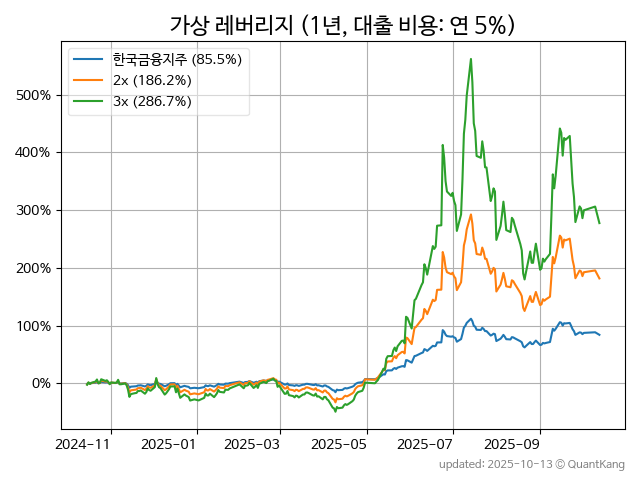 가상 레버리지 (1년, 대출 비용: 연 5%)
한국금융지주 (85.5%)
2x (186.2%)
3x (286.7%)
500%
400%
300%
200%
100%
0%
2024-11 2025-01 2025-03 2025-05 2025-07 2025-09
updated: 2025-10-13 © QuantKang